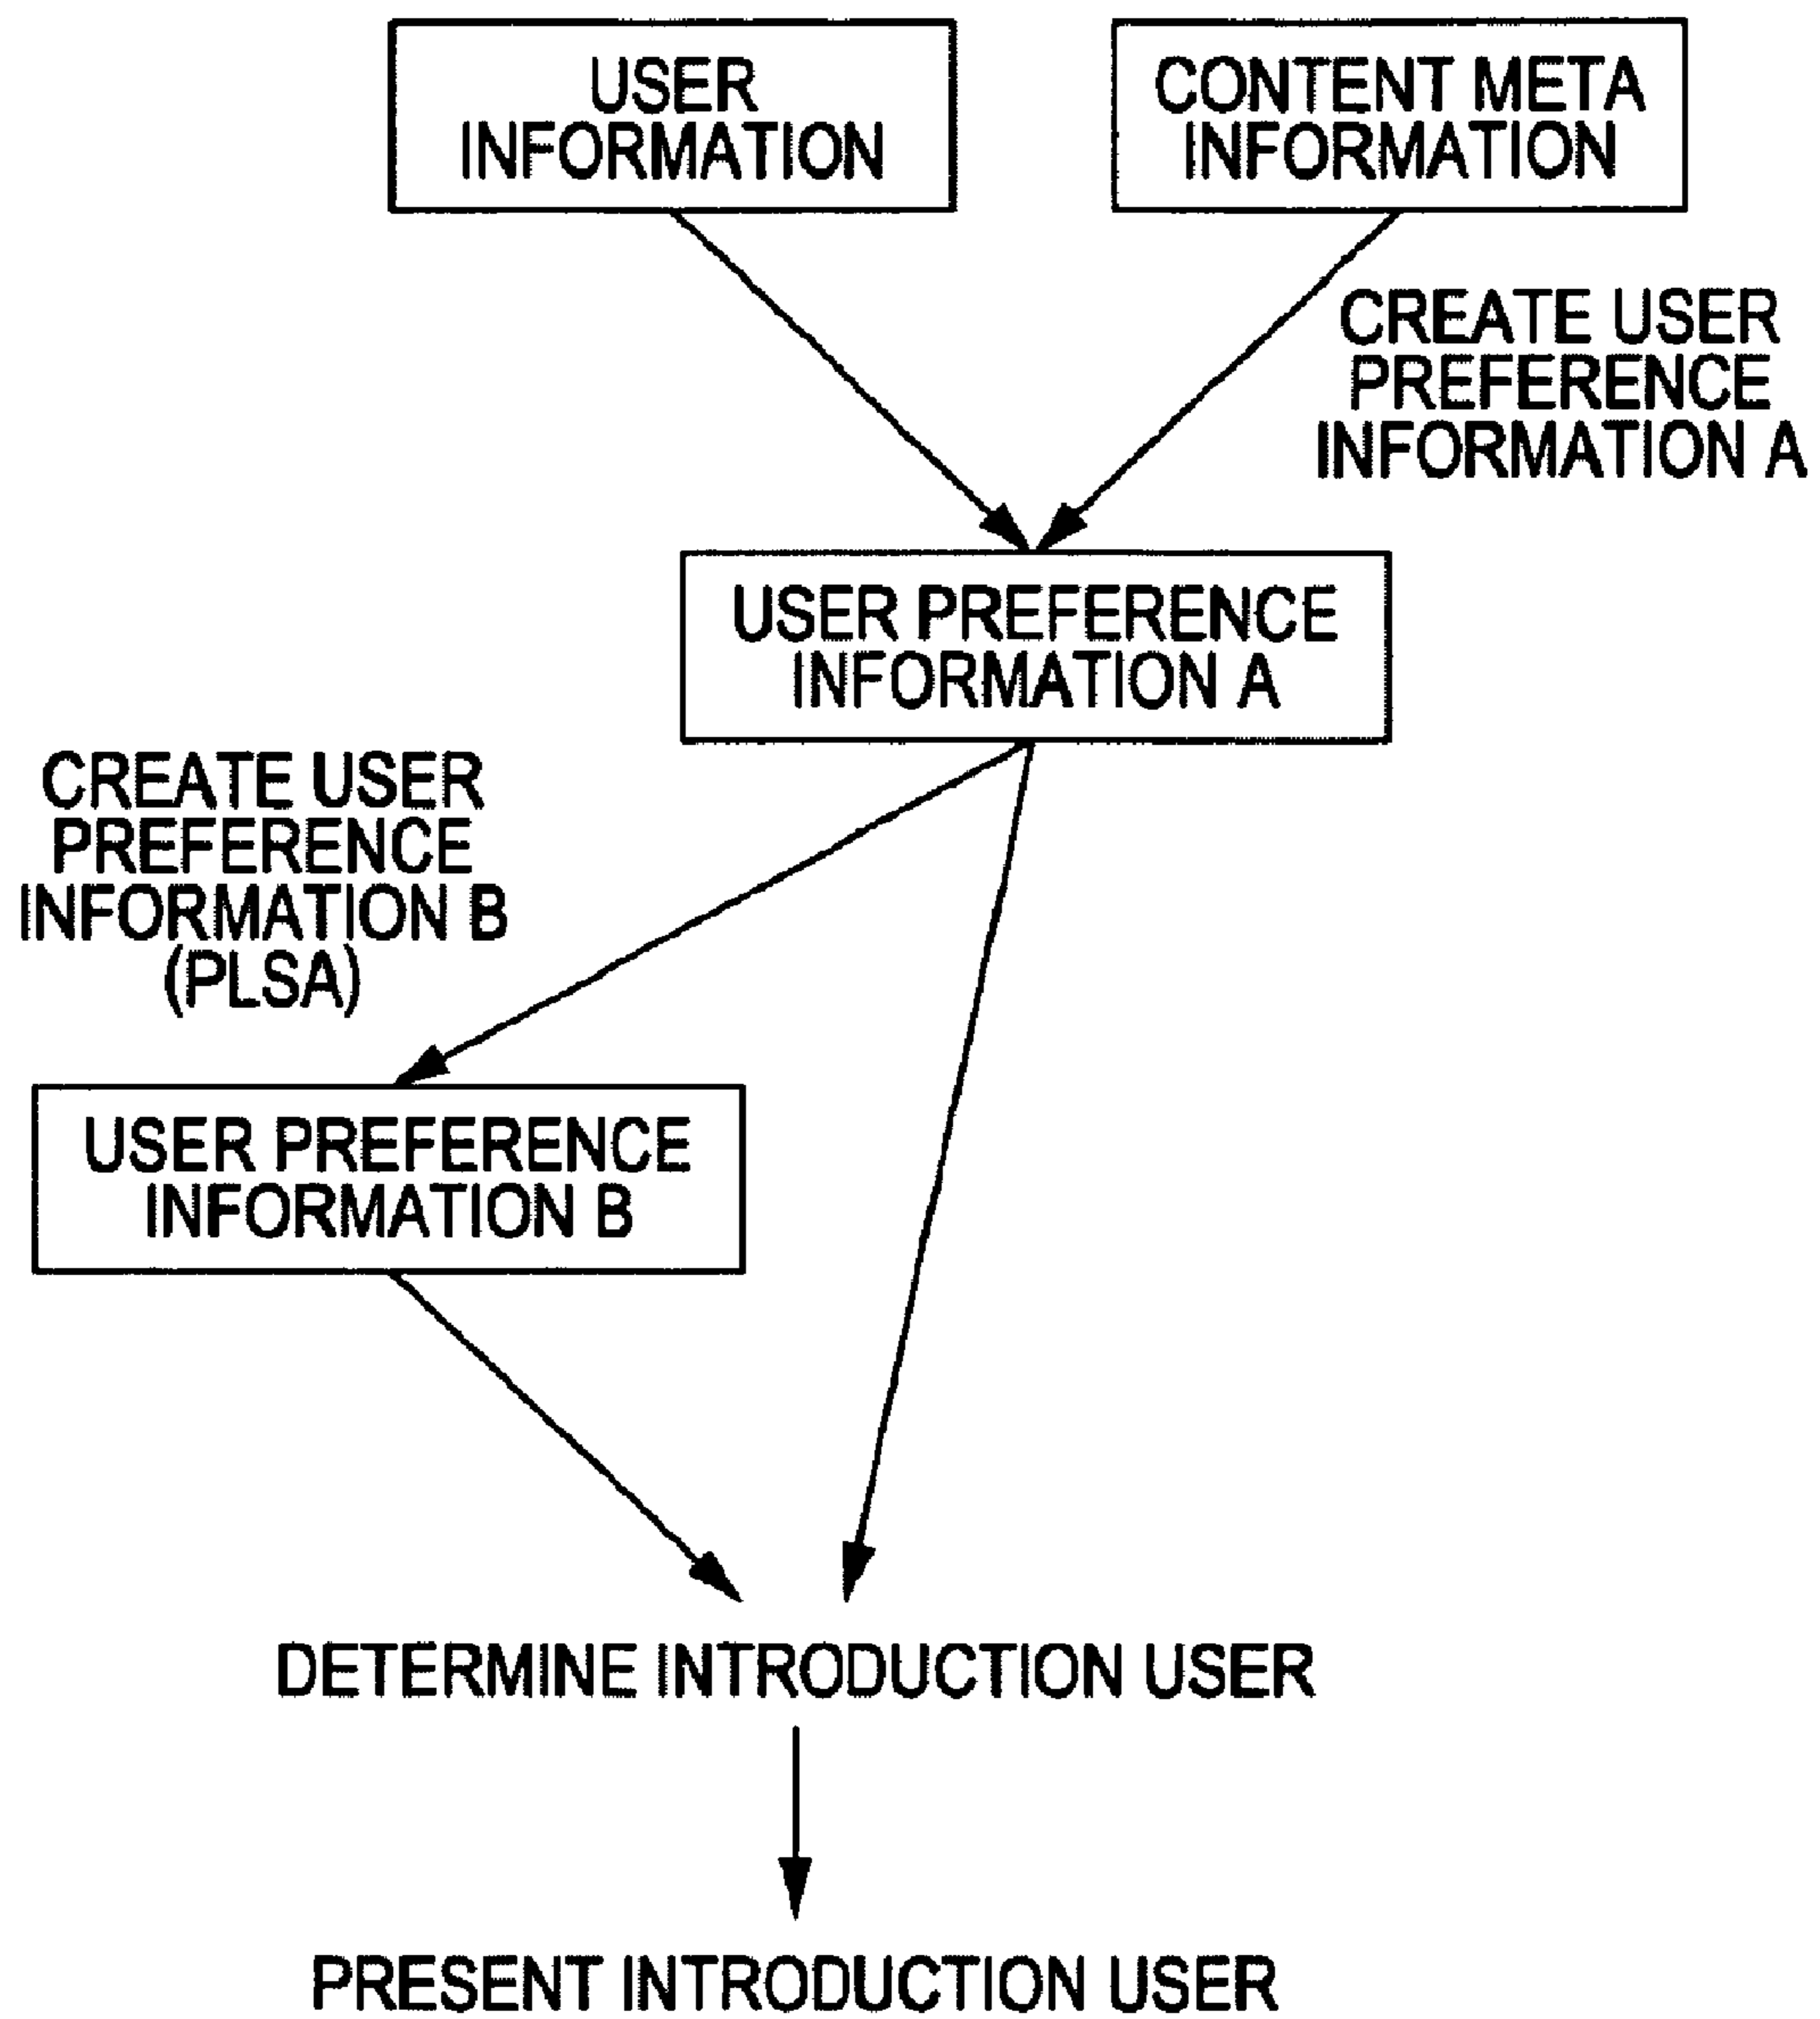 USER
INFORMATION
CONTENT META
INFORMATION
CREATE USER
PREFERENCE
INFORMATION A
USER PREFERENCE
INFORMATION A
CREATE USER
PREFERENCE
INFORMATION B
(PLSA)
USER PREFERENCE
INFORMATION B
DETERMINE INTRODUCTION USER
PRESENT INTRODUCTION USER